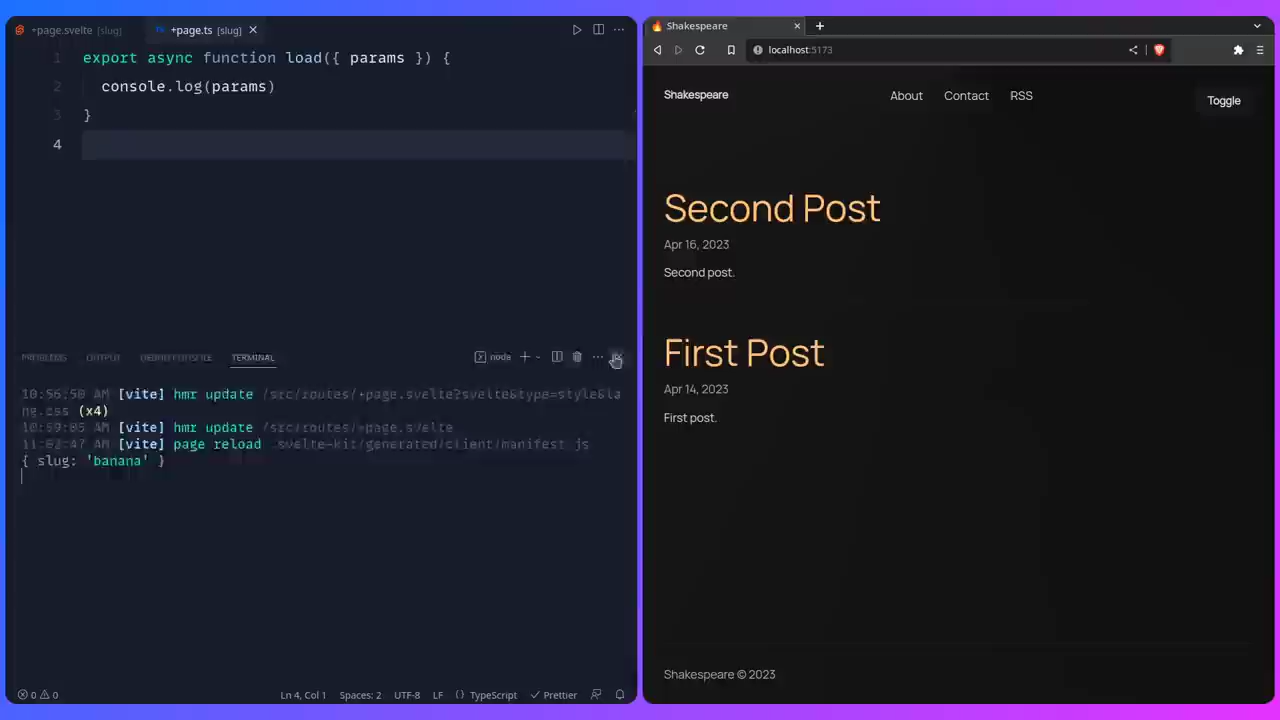 +page.svelte [slug]
TS +page.ts [slug]
1 export async function load({ params }) {
2 console.log(params)
3 }
4
PROBLEMS OUTPUT DEBUG CONSOLE TERMINAL
node
10:56:50 AM [vite] hmr update /src/routes/+page.svelte?svelte&type=style&la
ng.css (x4)
10:59:05 AM [vite] hmr update /src/routes/+page.svelte
11:02:47 AM [vite] page reload .svelte-kit/generated/client/manifest.js
{ slug: 'banana' }
0 0
Ln 4, Col 1 Spaces: 2 UTF-8 LF {} TypeScript Prettier
Shakespeare
localhost:5173
Shakespeare
About Contact RSS
Toggle
Second Post
Apr 16, 2023
Second post.
First Post
Apr 14, 2023
First post.
Shakespeare © 2023